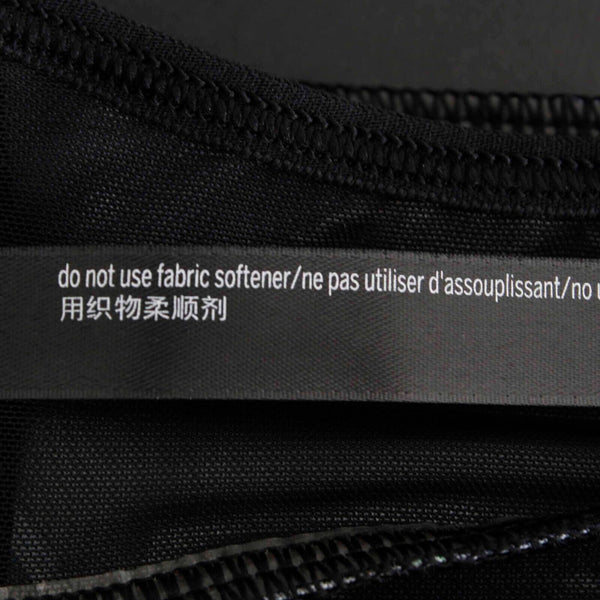 do not use fabric softener/ne pas utiliser d'assouplissant/no
用织物柔顺剂